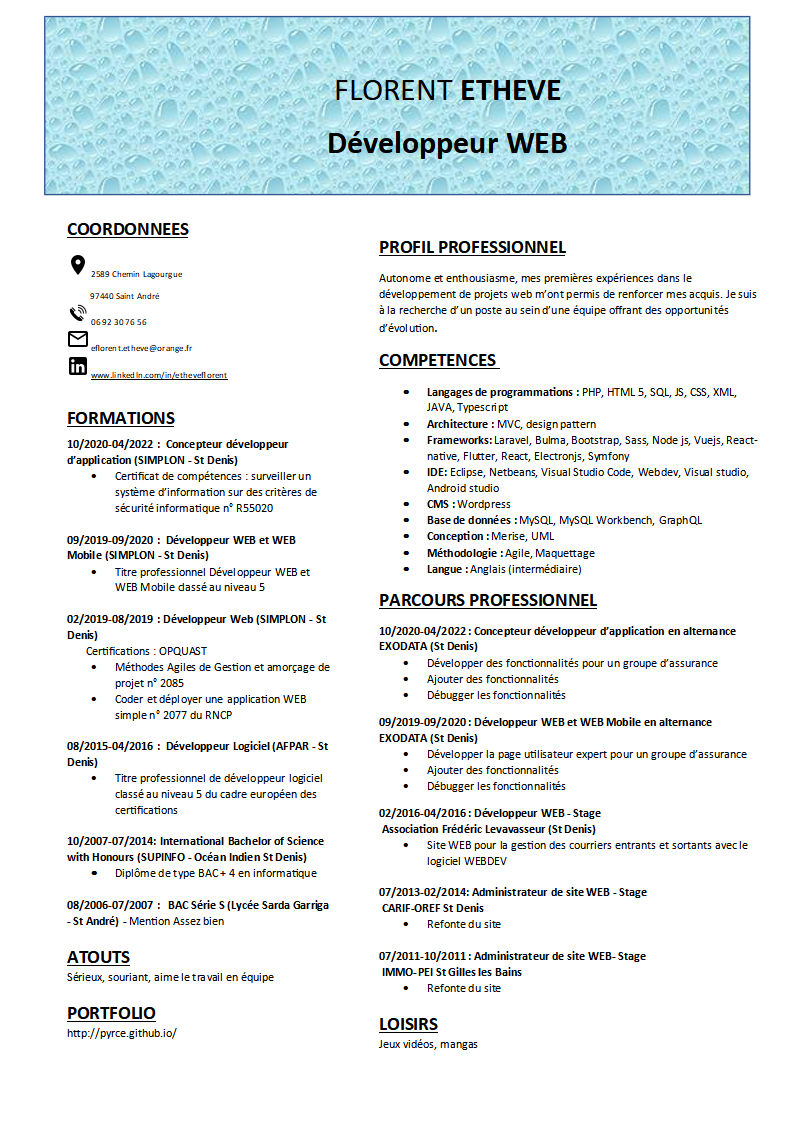 FLORENT ETHEVE
Développeur WEB
COORDONNEES
2589 Chemin Lagourgue
97440 Saint André
0692 30 76 56
eflorent.etheve@orange.fr
www.linkedln.com/in/etheveflorent
FORMATIONS
10/2020-04/2022 : Concepteur développeur
d’application (SIMPLON - St Denis)
• Certificat de compétences : surveiller un
système d’information sur des critères de
sécurité informatique n° R55020
09/2019-09/2020 : Développeur WEB et WEB
Mobile (SIMPLON - St Denis)
• Titre professionnel Développeur WEB et
WEB Mobile classé au niveau 5
02/2019-08/2019 : Développeur Web (SIMPLON - St
Denis)
Certifications : OPQUAST
• Méthodes Agiles de Gestion et amorçage de
projet n° 2085
• Coder et déployer une application WEB
simple n° 2077 du RNCP
08/2015-04/2016 : Développeur Logiciel (AFPAR - St
Denis)
• Titre professionnel de développeur logiciel
classé au niveau 5 du cadre européen des
certifications
10/2007-07/2014: International Bachelor of Science
with Honours (SUPINFO - Océan Indien St Denis)
• Diplôme de type BAC + 4 en informatique
08/2006-07/2007 : BAC Série S (Lycée Sarda Garriga
- St André) - Mention Assez bien
ATOUTS
Sérieux, souriant, aime le travail en équipe
PORTFOLIO
http://pyrce.github.io/
PROFIL PROFESSIONNEL
Autonome et enthousiasme, mes premières expériences dans le
développement de projets web m’ont permis de renforcer mes acquis. Je suis
à la recherche d’un poste au sein d’une équipe offrant des opportunités
d’évolution.
COMPETENCES
• Langages de programmations : PHP, HTML 5, SQL, JS, CSS, XML,
JAVA, Typescript
• Architecture : MVC, design pattern
• Frameworks: Laravel, Bulma, Bootstrap, Sass, Node js, Vuejs, React-
native, Flutter, React, Electronjs, Symfony
• IDE: Eclipse, Netbeans, Visual Studio Code, Webdev, Visual studio,
Android studio
• CMS : Wordpress
• Base de données : MySQL, MySQL Workbench, GraphQL
• Conception : Merise, UML
• Méthodologie : Agile, Maquettage
• Langue : Anglais (intermédiaire)
PARCOURS PROFESSIONNEL
10/2020-04/2022 : Concepteur développeur d’application en alternance
EXODATA (St Denis)
• Développer des fonctionnalités pour un groupe d’assurance
• Ajouter des fonctionnalités
• Débugger les fonctionnalités
09/2019-09/2020 : Développeur WEB et WEB Mobile en alternance
EXODATA (St Denis)
• Développer la page utilisateur expert pour un groupe d’assurance
• Ajouter des fonctionnalités
• Débugger les fonctionnalités
02/2016-04/2016 : Développeur WEB - Stage
Association Frédéric Levavasseur (St Denis)
• Site WEB pour la gestion des courriers entrants et sortants avec le
logiciel WEBDEV
07/2013-02/2014: Administrateur de site WEB - Stage
CARIF-OREF St Denis
• Refonte du site
07/2011-10/2011 : Administrateur de site WEB- Stage
IMMO-PEI St Gilles les Bains
• Refonte du site
LOISIRS
Jeux vidéos, mangas